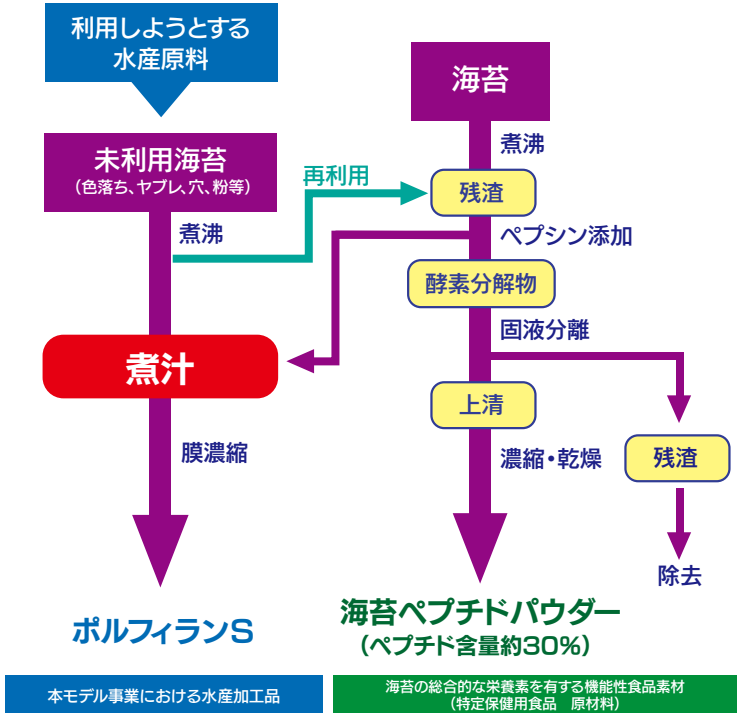 利用しようとする
水産原料
未利用海苔
（色落ち、ヤブレ、穴、粉等）
煮沸
再利用
煮汁
膜濃縮
ポルフィランS
本モデル事業における水産加工品
海苔
煮沸
残渣
ペプシン添加
酵素分解物
固液分離
上清
濃縮・乾燥
残渣
除去
海苔ペプチドパウダー
（ペプチド含量約30%）
海苔の総合的な栄養素を有する機能性食品素材
（特定保健用食品　原材料）